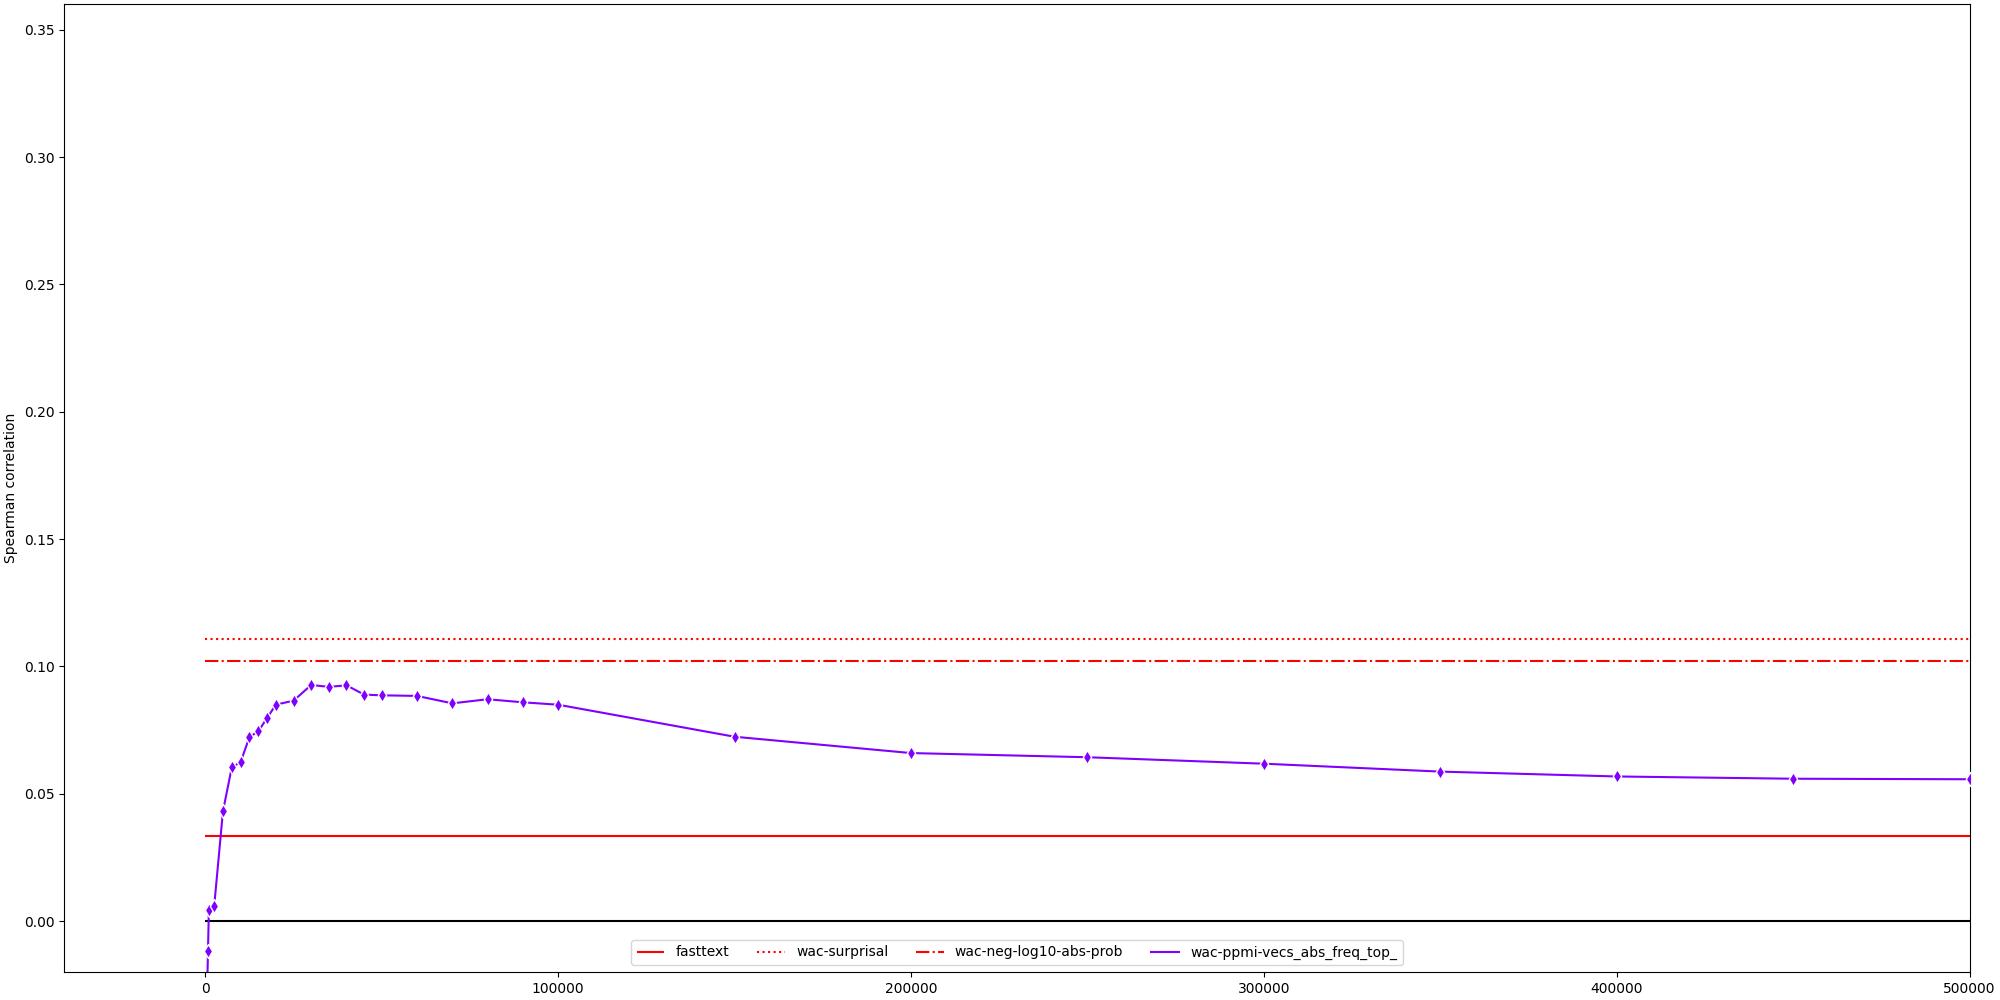 0.35
0.30
0.25
0.20
0.15
0.10
0.05
0.00
Spearman correlation
fasttext wac-surprisal wac-neg-log10-abs-prob wac-ppmi-vecs_abs_freq_top_
0 100000 200000 300000 400000 500000